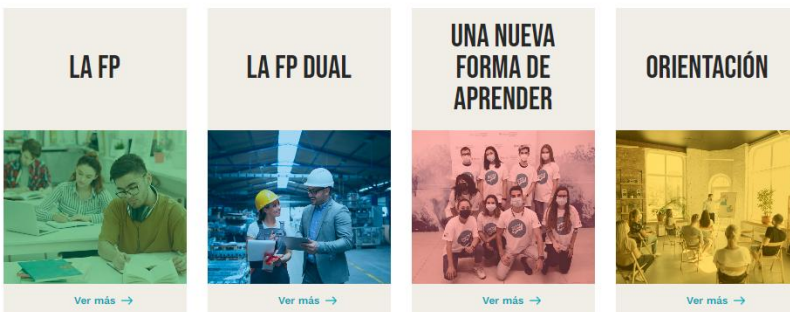 LA FP
Ver más →
LA FP DUAL
Ver más →
UNA NUEVA
FORMA DE
APRENDER
Ver más →
ORIENTACIÓN
Ver más →